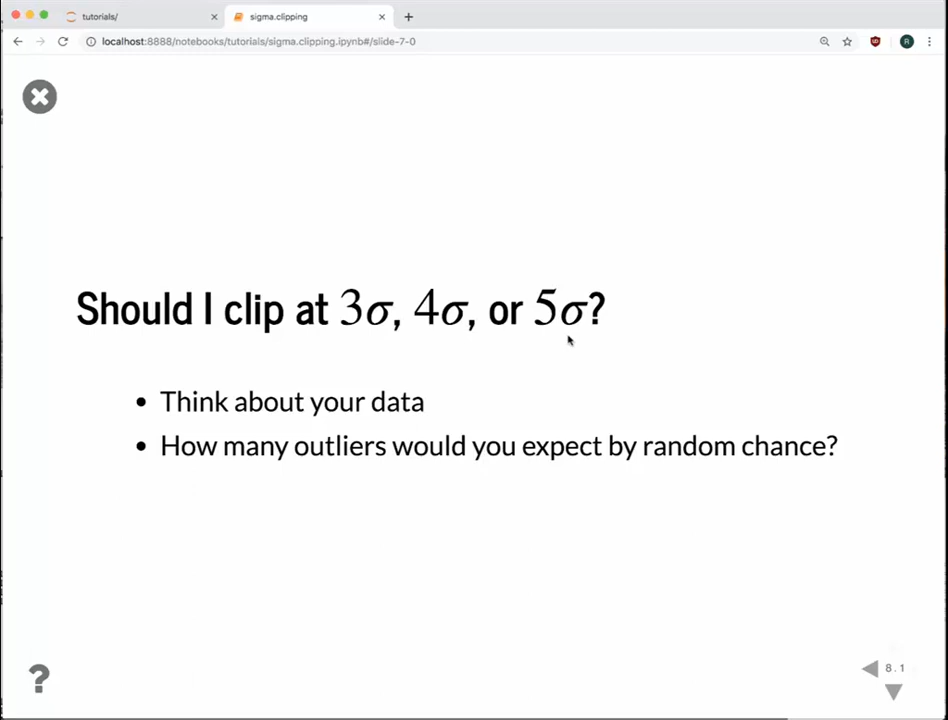 tutorials/
sigma.clipping
localhost:8888/notebooks/tutorials/sigma.clipping.ipynb#/slide-7-0
R
Should I clip at 3σ, 4σ, or 5σ?
• Think about your data
• How many outliers would you expect by random chance?
?
8.1